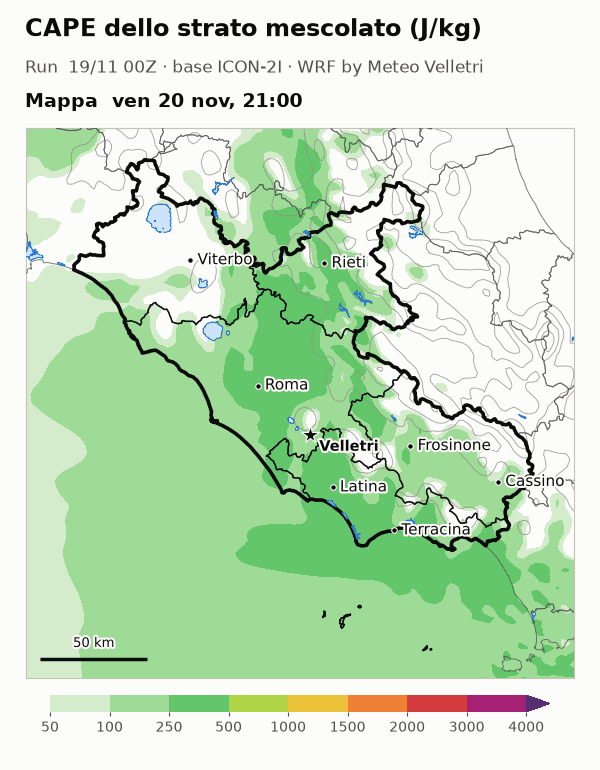 CAPE dello strato mescolato (J/kg)
Run  19/11 00Z · base ICON-2I · WRF by Meteo Velletri
Mappa  ven 20 nov, 21:00
Viterbo
Rieti
Roma
Velletri
Frosinone
Latina
Cassino
Terracina
50 km
50 100 250 500 1000 1500 2000 3000 4000